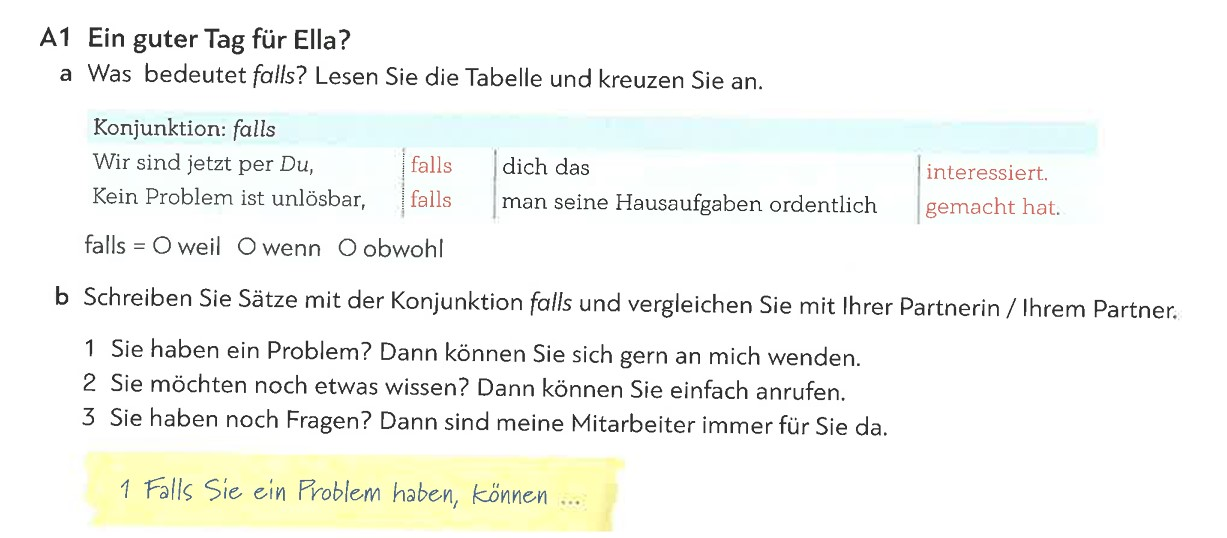 A1 Ein guter Tag für Ella?
a Was bedeutet falls? Lesen Sie die Tabelle und kreuzen Sie an.
Konjunktion: falls
Wir sind jetzt per Du, falls dich das interessiert.
Kein Problem ist unlösbar, falls man seine Hausaufgaben ordentlich gemacht hat.
falls = O weil O wenn O obwohl
b Schreiben Sie Sätze mit der Konjunktion falls und vergleichen Sie mit Ihrer Partnerin / Ihrem Partner.
1 Sie haben ein Problem? Dann können Sie sich gern an mich wenden.
2 Sie möchten noch etwas wissen? Dann können Sie einfach anrufen.
3 Sie haben noch Fragen? Dann sind meine Mitarbeiter immer für Sie da.
1 Falls Sie ein Problem haben, können ...